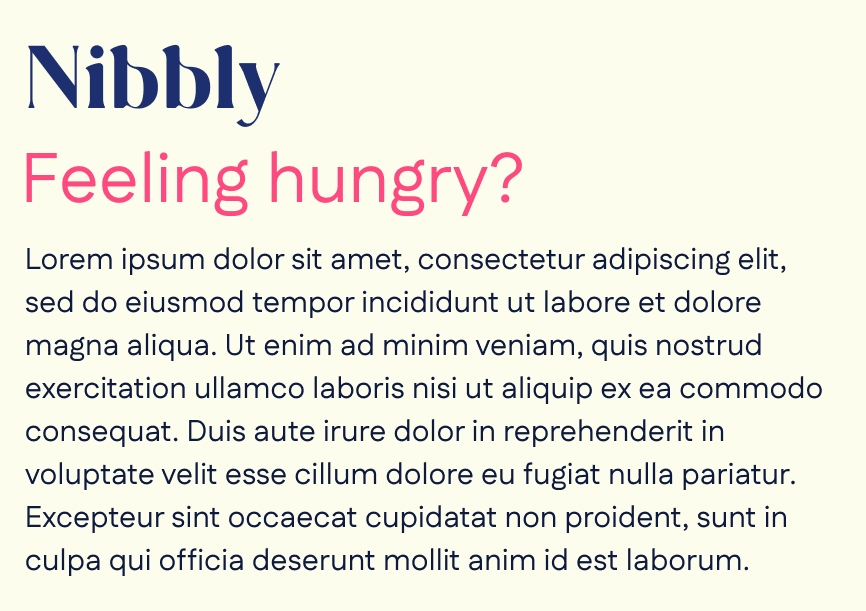 Nibbly
Feeling hungry?
Lorem ipsum dolor sit amet, consectetur adipiscing elit,
sed do eiusmod tempor incididunt ut labore et dolore
magna aliqua. Ut enim ad minim veniam, quis nostrud
exercitation ullamco laboris nisi ut aliquip ex ea commodo
consequat. Duis aute irure dolor in reprehenderit in
voluptate velit esse cillum dolore eu fugiat nulla pariatur.
Excepteur sint occaecat cupidatat non proident, sunt in
culpa qui officia deserunt mollit anim id est laborum.